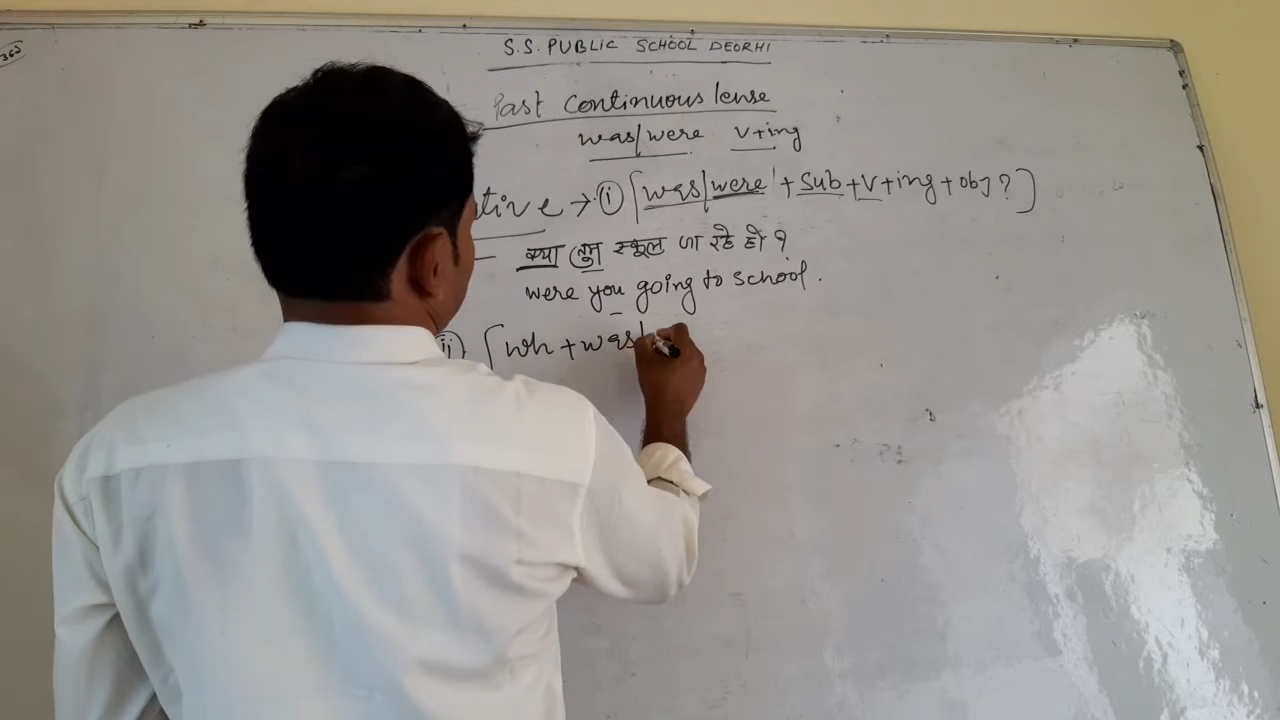 S.S. PUBLIC SCHOOL DEORHI
Past Continuous Tense
was/were V+ing
tive → (i) [was/were + Sub + V + ing + obj ? ]
क्या तुम स्कूल जा रहे हो ?
were you going to school.
ii) [wh + was/